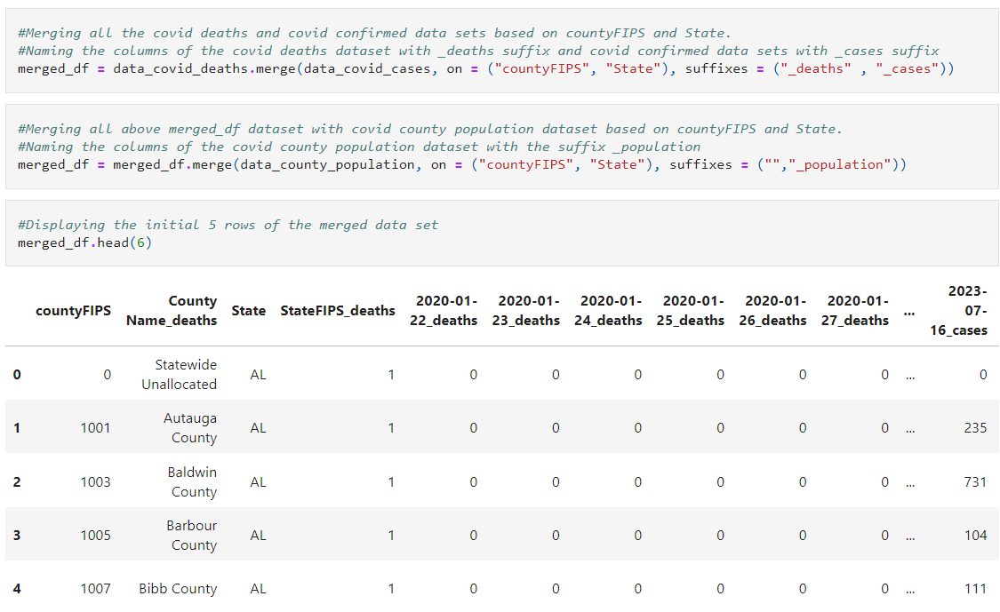 #Merging all the covid deaths and covid confirmed data sets based on countyFIPS and State.
#Naming the columns of the covid deaths dataset with _deaths suffix and covid confirmed data sets with _cases suffix
merged_df = data_covid_deaths.merge(data_covid_cases, on = ("countyFIPS", "State"), suffixes = ("_deaths" , "_cases"))
#Merging all above merged_df dataset with covid county population dataset based on countyFIPS and State.
#Naming the columns of the covid county population dataset with the suffix _population
merged_df = merged_df.merge(data_county_population, on = ("countyFIPS", "State"), suffixes = ("","_population"))
#Displaying the initial 5 rows of the merged data set
merged_df.head(6)
countyFIPS County Name_deaths State StateFIPS_deaths 2020-01-22_deaths 2020-01-23_deaths 2020-01-24_deaths 2020-01-25_deaths 2020-01-26_deaths 2020-01-27_deaths ... 2023-07-16_cases
0 0 Statewide Unallocated AL 1 0 0 0 0 0 0 ... 0
1 1001 Autauga County AL 1 0 0 0 0 0 0 ... 235
2 1003 Baldwin County AL 1 0 0 0 0 0 0 ... 731
3 1005 Barbour County AL 1 0 0 0 0 0 0 ... 104
4 1007 Bibb County AL 1 0 0 0 0 0 0 ... 111